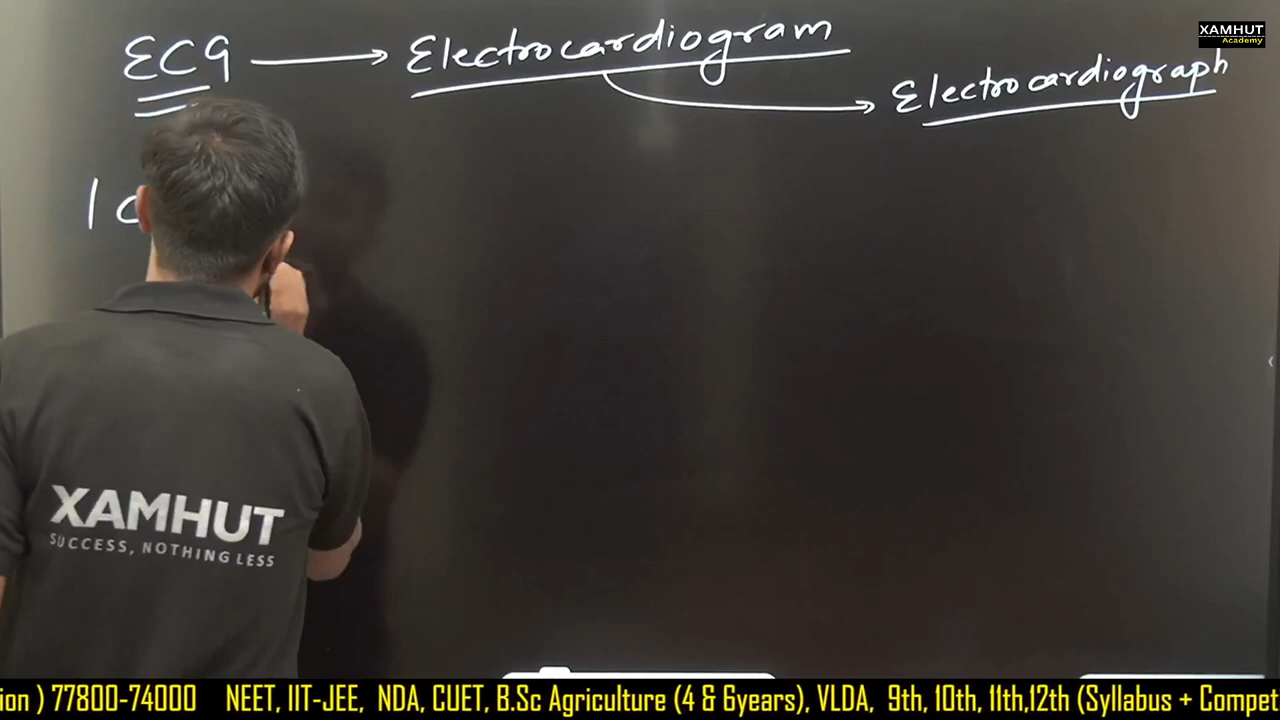 XAMHUT
Academy
ECG → Electrocardiogram
Electrocardiograph
XAMHUT
SUCCESS, NOTHING LESS
ion ) 77800-74000 NEET, IIT-JEE, NDA, CUET, B.Sc Agriculture (4 & 6years), VLDA, 9th, 10th, 11th,12th (Syllabus + Compet